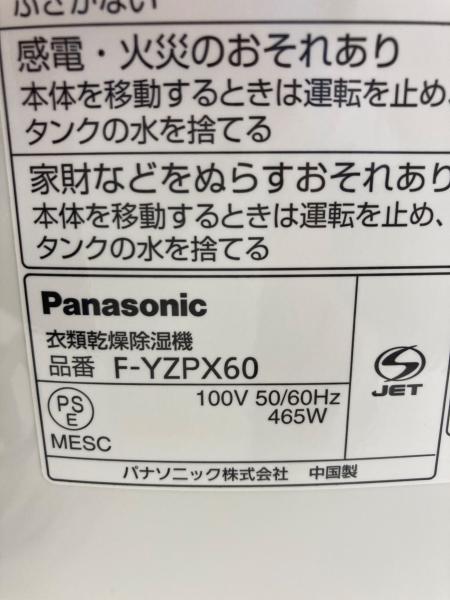 ふさがない
感電・火災のおそれあり
本体を移動するときは運転を止め、
タンクの水を捨てる
家財などをぬらすおそれあり
本体を移動するときは運転を止め、
タンクの水を捨てる
Panasonic
衣類乾燥除湿機
品番 F-YZPX60
100V 50/60Hz
465W
PS
E
MESC
S
JET
パナソニック株式会社 中国製